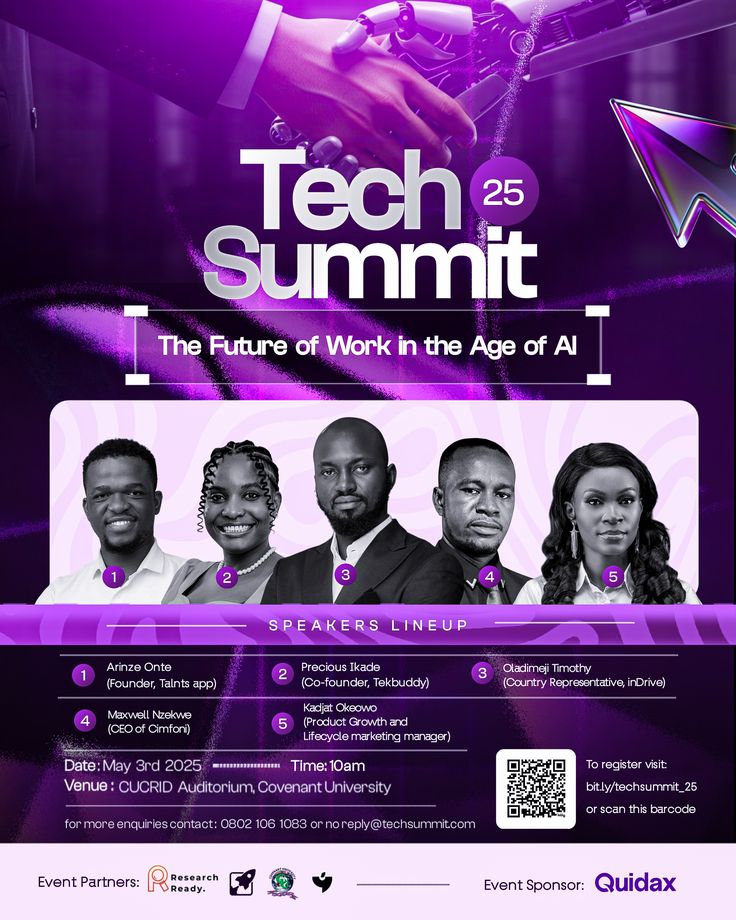 Tech 25
Summit
The Future of Work in the Age of AI
1
2
3
4
5
SPEAKERS LINEUP
1 Arinze Onte
(Founder, Talnts app)
2 Precious Ikade
(Co-founder, Tekbuddy)
3 Oladimeji Timothy
(Country Representative, inDrive)
4 Maxwell Nzekwe
(CEO of Cimfoni)
5 Kadjat Okeowo
(Product Growth and
Lifecycle marketing manager)
Date: May 3rd 2025 Time: 10am
Venue : CUCRID Auditorium, Covenant University
for more enquiries contact: 0802 106 1083 or no reply@techsummit.com
To register visit:
bit.ly/techsummit_25
or scan this barcode
Event Partners: Research
Ready.
Event Sponsor: Quidax